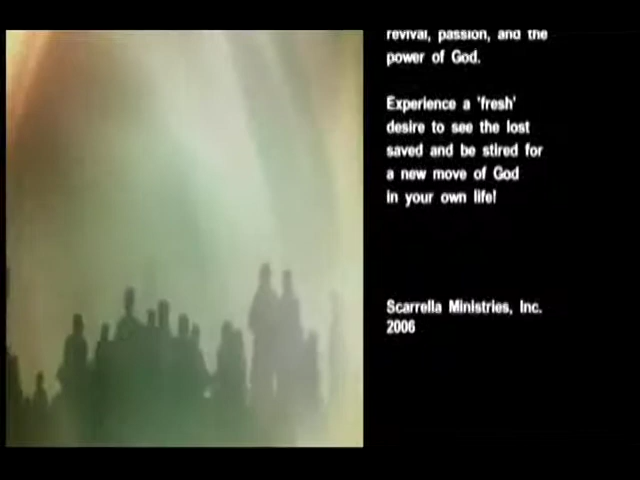 revival, passion, and the
power of God.
Experience a 'fresh'
desire to see the lost
saved and be stired for
a new move of God
in your own life!
Scarrella Ministries, Inc.
2006